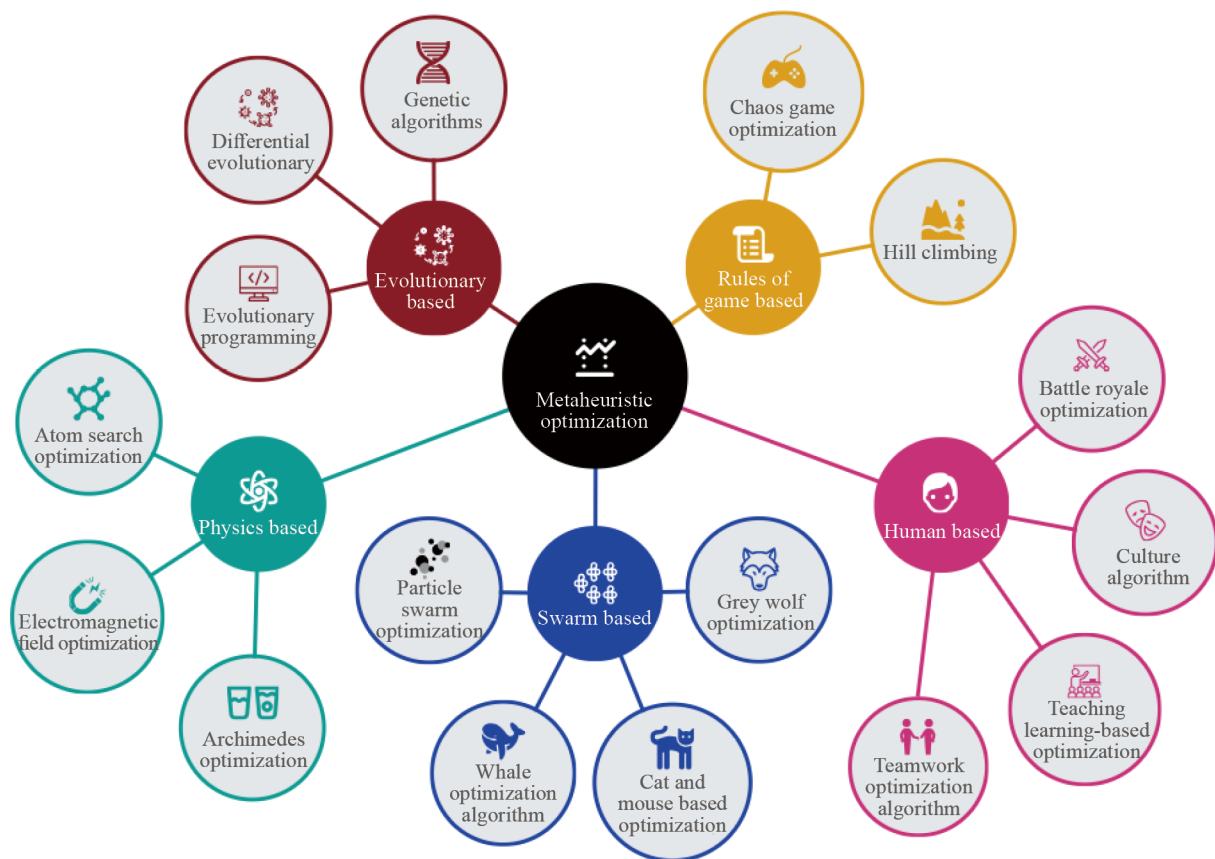 Genetic
algorithms
Differential
evolutionary
Evolutionary
programming
Evolutionary
based
Chaos game
optimization
Hill climbing
Rules of
game based
Metaheuristic
optimization
Atom search
optimization
Physics based
Electromagnetic
field optimization
Archimedes
optimization
Particle
swarm
optimization
Swarm based
Grey wolf
optimization
Whale
optimization
algorithm
Cat and
mouse based
optimization
Battle royale
optimization
Human based
Culture
algorithm
Teaching
learning-based
optimization
Teamwork
optimization
algorithm